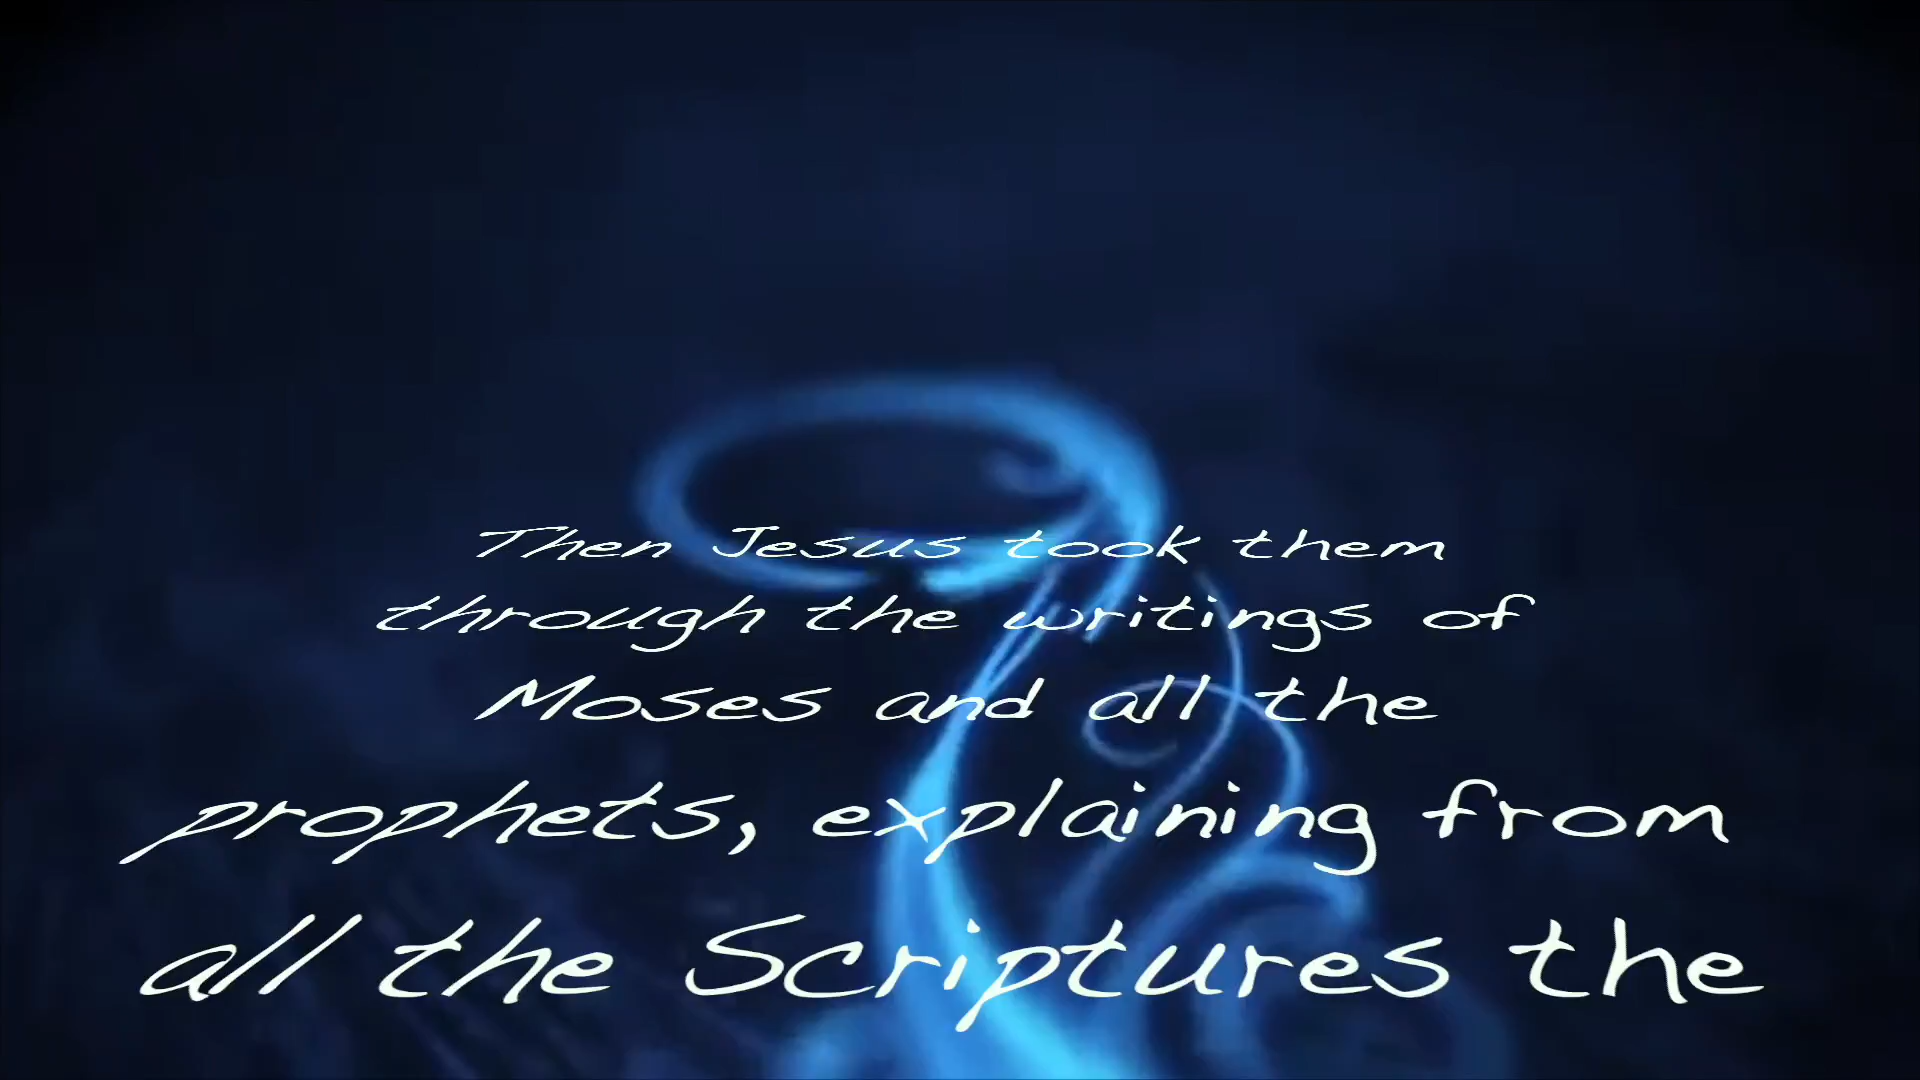 Then Jesus took them
through the writings of
Moses and all the
prophets, explaining from
all the Scriptures the